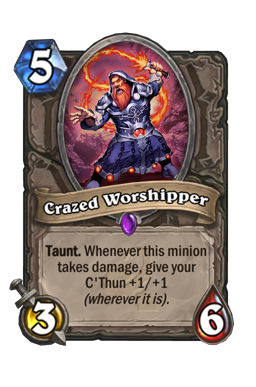 5
Crazed Worshipper
Taunt. Whenever this minion
takes damage, give your
C'Thun +1/+1
(wherever it is).
3
6